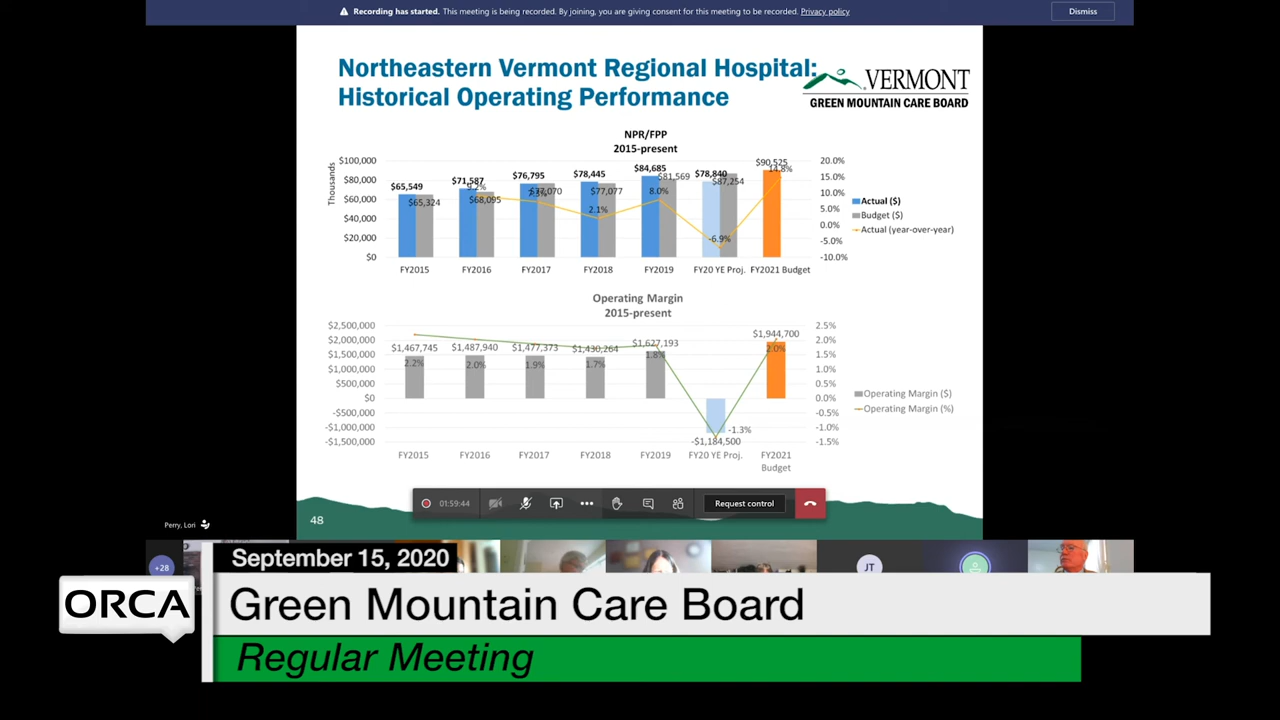 Recording has started. This meeting is being recorded. By joining, you are giving consent for this meeting to be recorded. Privacy policy
Dismiss
Northeastern Vermont Regional Hospital:
Historical Operating Performance
VERMONT
GREEN MOUNTAIN CARE BOARD
NPR/FPP
2015-present
Thousands
$100,000
$80,000
$60,000
$40,000
$20,000
$0
$65,549
$65,324
$71,587
9.2%
$68,095
$76,795
7.3%
$77,070
$78,445
$77,077
2.1%
$84,685
$81,569
8.0%
$78,840
$87,254
-6.9%
$90,525
14.8%
20.0%
15.0%
10.0%
5.0%
0.0%
-5.0%
-10.0%
FY2015 FY2016 FY2017 FY2018 FY2019 FY20 YE Proj. FY2021 Budget
Actual ($)
Budget ($)
Actual (year-over-year)
Operating Margin
2015-present
$2,500,000
$2,000,000
$1,500,000
$1,000,000
$500,000
$0
-$500,000
-$1,000,000
-$1,500,000
$1,467,745
2.2%
$1,487,940
2.0%
$1,477,373
1.9%
$1,430,264
1.7%
$1,627,193
1.8%
-1.3%
-$1,184,500
$1,944,700
2.0%
2.5%
2.0%
1.5%
1.0%
0.5%
0.0%
-0.5%
-1.0%
-1.5%
FY2015 FY2016 FY2017 FY2018 FY2019 FY20 YE Proj. FY2021
Budget
Operating Margin ($)
Operating Margin (%)
01:59:44
Request control
48
Perry, Lori
+28
JT
September 15, 2020
ORCA
Green Mountain Care Board
Regular Meeting